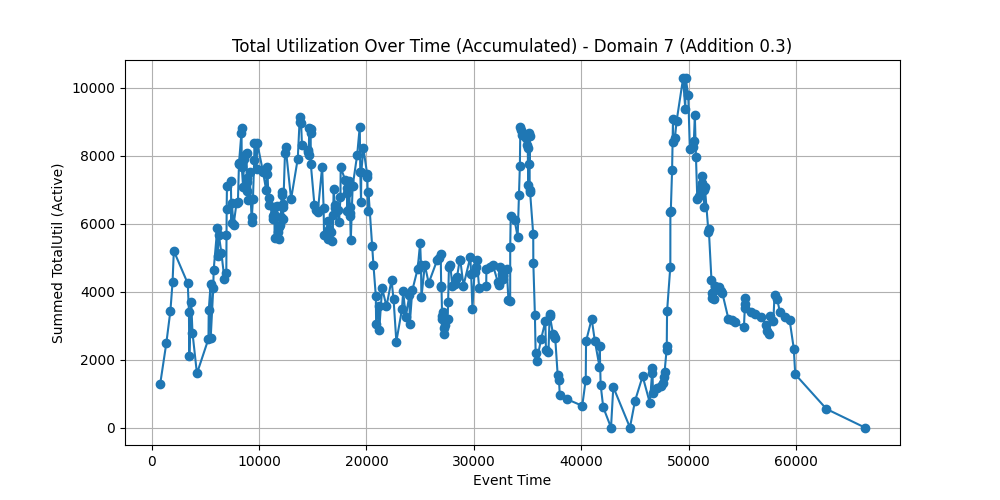 Total Utilization Over Time (Accumulated) - Domain 7 (Addition 0.3)
Summed TotalUtil (Active)
10000
8000
6000
4000
2000
0
0 10000 20000 30000 40000 50000 60000
Event Time